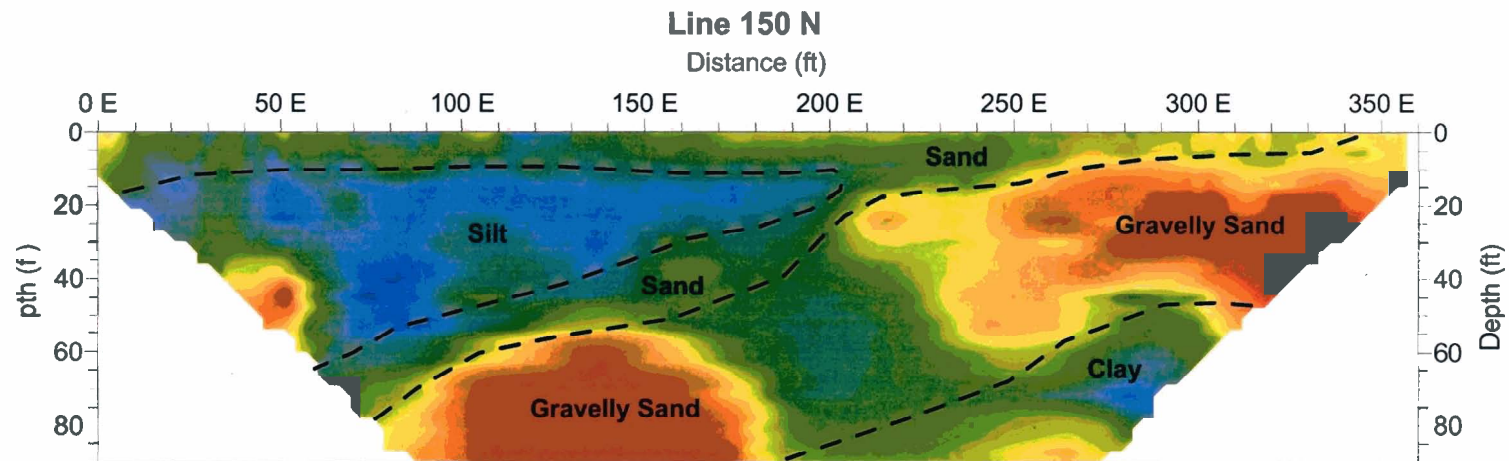 Line 150 N
Distance (ft)
0 E 50 E 100 E 150 E 200 E 250 E 300 E 350 E
0 0
Sand
20 20
Gravelly Sand
Silt
40 40
Sand
pth (f ) Depth (ft)
60 60
Clay
Gravelly Sand
80 80